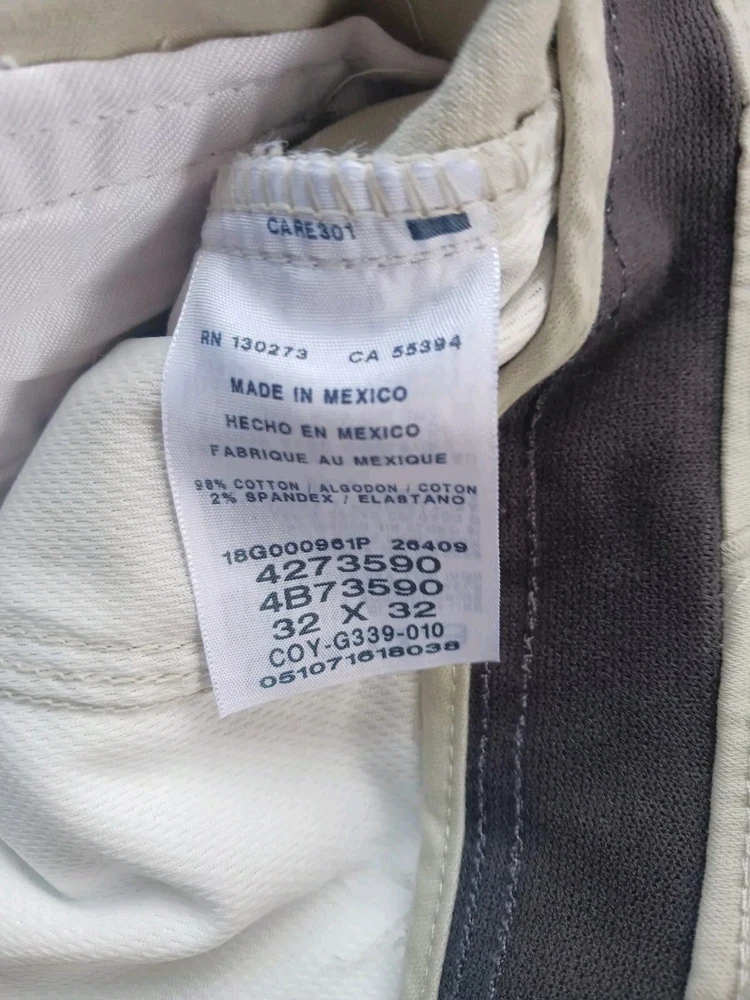 CARE301
RN 130273 CA 55394
MADE IN MEXICO
HECHO EN MEXICO
FABRIQUE AU MEXIQUE
98% COTTON / ALGODON / COTON
2% SPANDEX / ELASTANO
18G000961P 26409
4273590
4B73590
32 X 32
COY-G339-010
051071618038